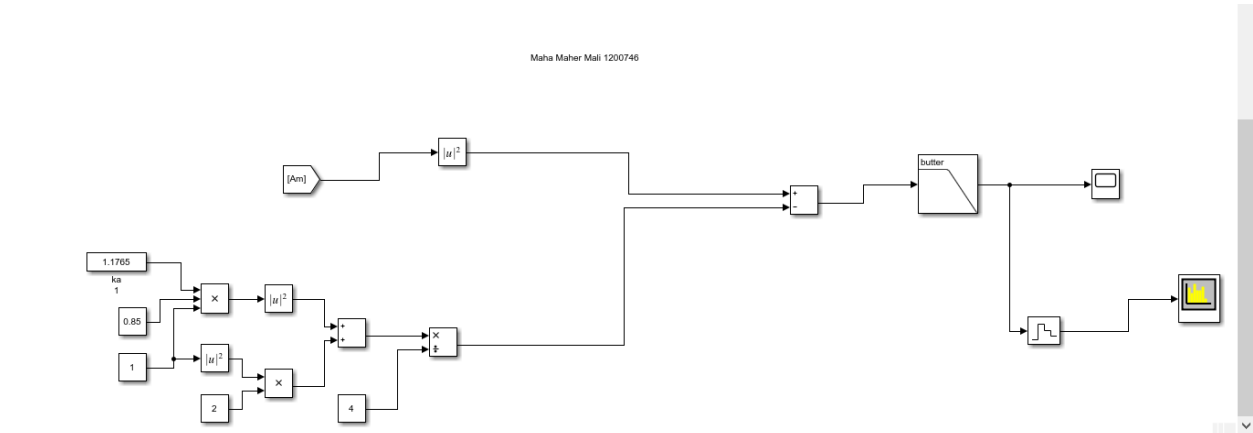 Maha Maher Mali 1200746
|u|²
[Am]
butter
+
−
1.1765
ka
1
×
|u|²
0.85
+
+
×
÷
1
|u|²
×
2
4